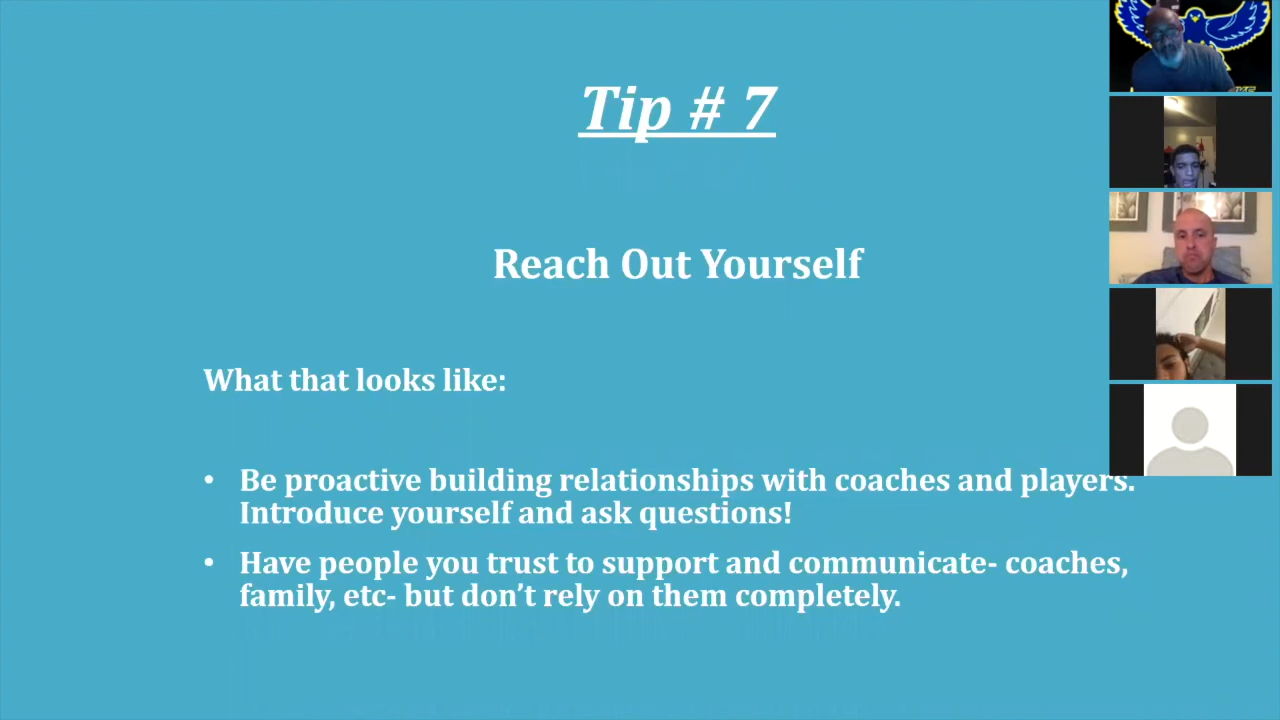 Tip # 7
Reach Out Yourself
What that looks like:
• Be proactive building relationships with coaches and players.
Introduce yourself and ask questions!
• Have people you trust to support and communicate- coaches,
family, etc- but don’t rely on them completely.